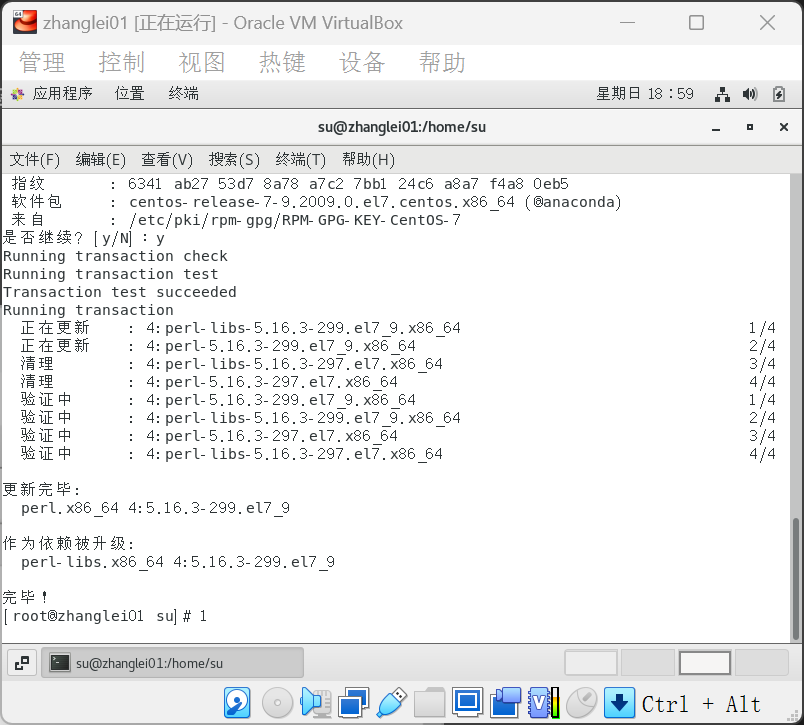 zhanglei01 [正在运行] - Oracle VM VirtualBox
管理 控制 视图 热键 设备 帮助
应用程序 位置 终端 星期日 18：59
su@zhanglei01:/home/su
文件(F) 编辑(E) 查看(V) 搜索(S) 终端(T) 帮助(H)
指纹 : 6341 ab27 53d7 8a78 a7c2 7bb1 24c6 a8a7 f4a8 0eb5
软件包 : centos-release-7-9.2009.0.el7.centos.x86_64 (@anaconda)
来自 : /etc/pki/rpm-gpg/RPM-GPG-KEY-CentOS-7
是否继续？[y/N]：y
Running transaction check
Running transaction test
Transaction test succeeded
Running transaction
正在更新 : 4:perl-libs-5.16.3-299.el7_9.x86_64 1/4
正在更新 : 4:perl-5.16.3-299.el7_9.x86_64 2/4
清理 : 4:perl-libs-5.16.3-297.el7.x86_64 3/4
清理 : 4:perl-5.16.3-297.el7.x86_64 4/4
验证中 : 4:perl-5.16.3-299.el7_9.x86_64 1/4
验证中 : 4:perl-libs-5.16.3-299.el7_9.x86_64 2/4
验证中 : 4:perl-5.16.3-297.el7.x86_64 3/4
验证中 : 4:perl-libs-5.16.3-297.el7.x86_64 4/4
更新完毕:
perl.x86_64 4:5.16.3-299.el7_9
作为依赖被升级:
perl-libs.x86_64 4:5.16.3-299.el7_9
完毕！
[root@zhanglei01 su]# 1
su@zhanglei01:/home/su
Ctrl + Alt